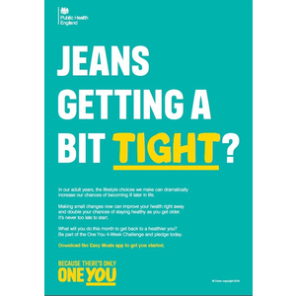 Public Health
England
JEANS
GETTING A
BIT TIGHT?
In our adult years, the lifestyle choices we make can dramatically
increase our chances of becoming ill later in life.
Making small changes now can improve your health right away
and double your chances of staying healthy as you get older.
It's never too late to start.
What will you do this month to get back to a healthier you?
Be part of the One You 4-Week Challenge and pledge today.
Download the Easy Meals app to get you started.
BECAUSE THERE'S ONLY
ONE YOU